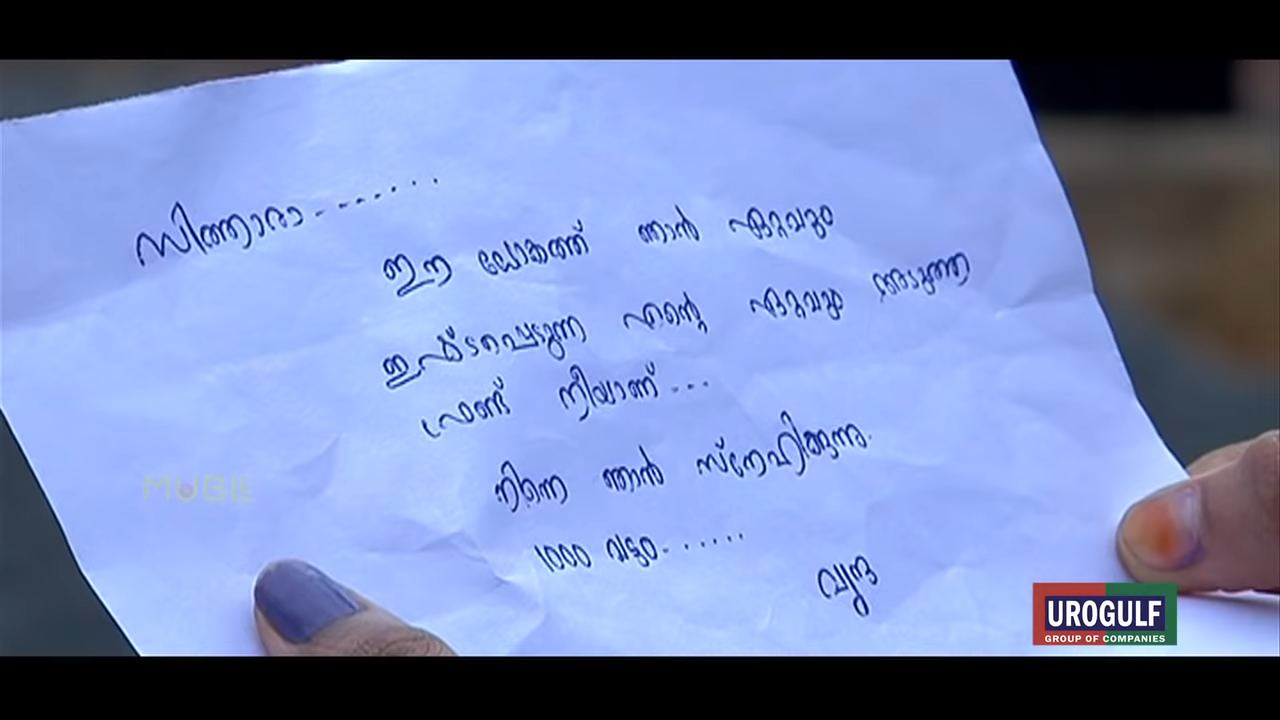 സിത്താരാ........
ഈ ലോകത്ത് ഞാൻ ഏറ്റവും
ഇഷ്ടപ്പെടുന്ന എന്റെ ഏറ്റവും അടുത്ത
ഫ്രണ്ട് നീയാണ്...
നിന്നെ ഞാൻ സ്നേഹിക്കുന്നു.
1000 വട്ടം.......
വൃന്ദ
MUBE
UROGULF
GROUP OF COMPANIES